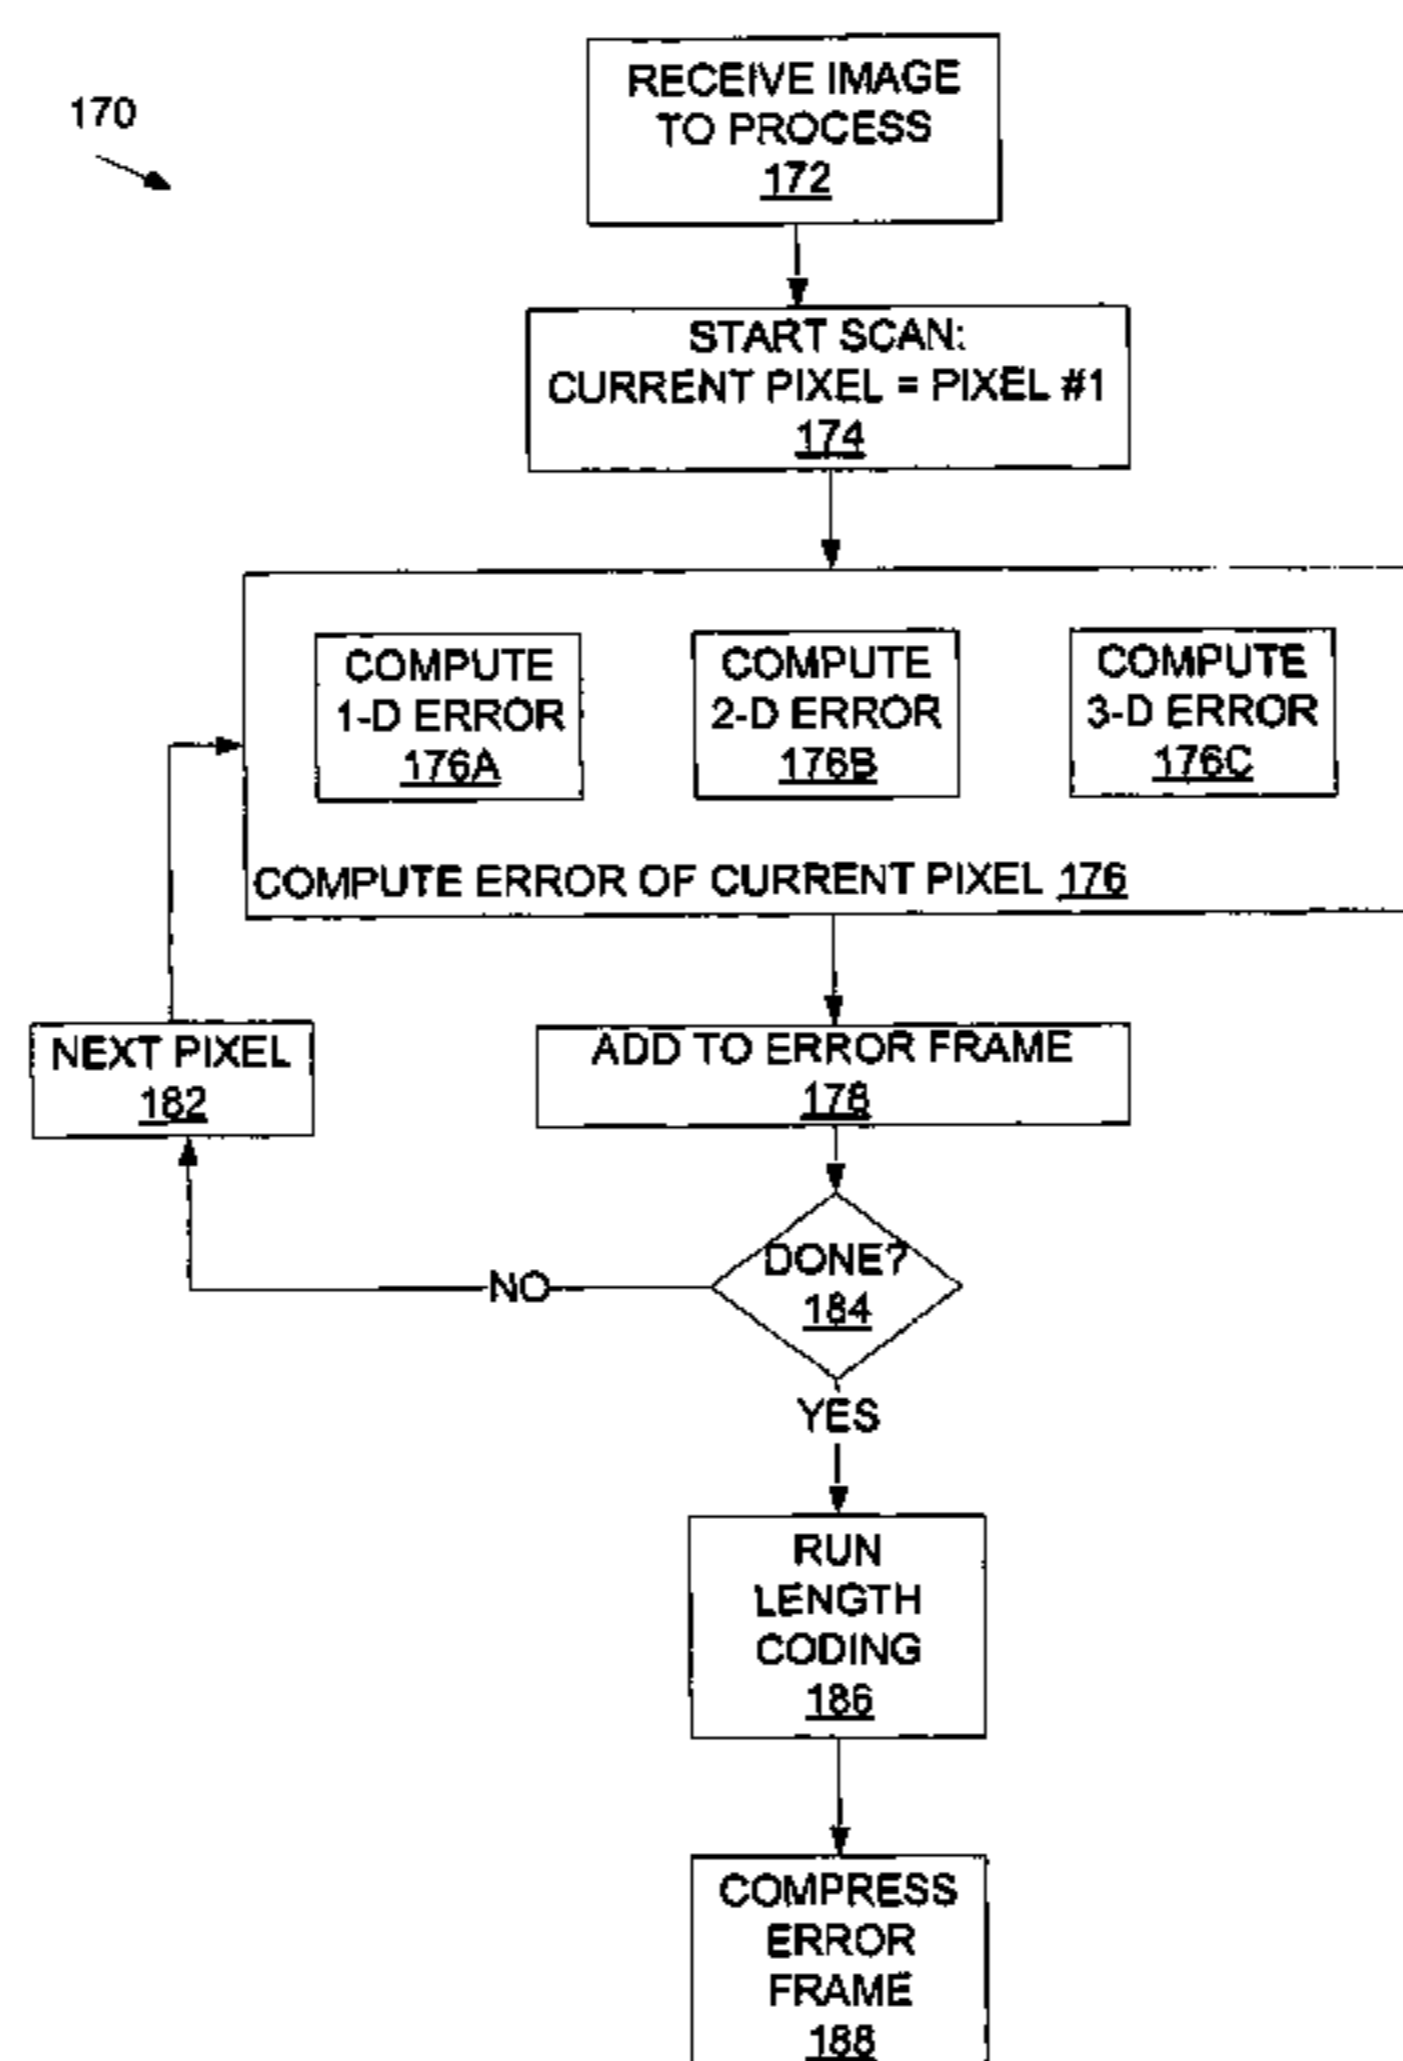 170
RECEIVE IMAGE
TO PROCESS
172
START SCAN:
CURRENT PIXEL = PIXEL #1
174
COMPUTE
1-D ERROR
176A
COMPUTE
2-D ERROR
176B
COMPUTE
3-D ERROR
176C
COMPUTE ERROR OF CURRENT PIXEL 176
NEXT PIXEL
182
ADD TO ERROR FRAME
178
DONE?
184
NO
YES
RUN
LENGTH
CODING
186
COMPRESS
ERROR
FRAME
188